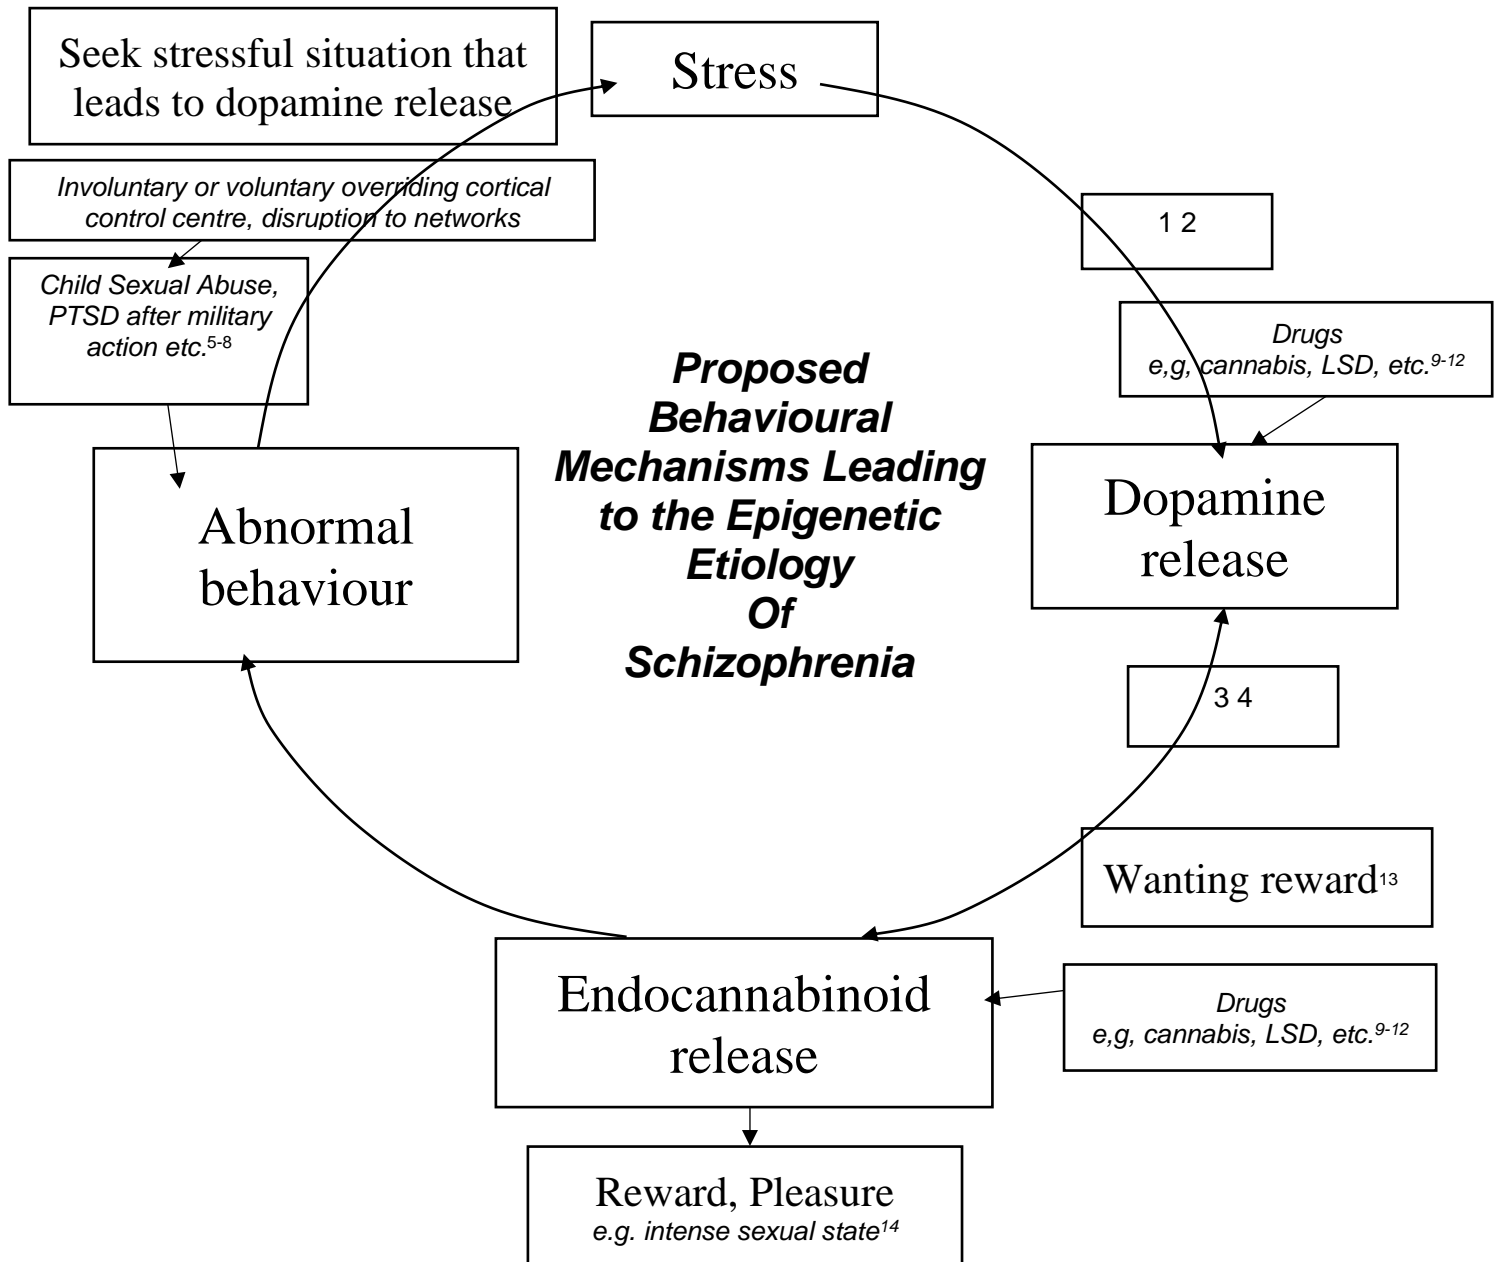 Seek stressful situation that
leads to dopamine release
Stress
Involuntary or voluntary overriding cortical
control centre, disruption to networks
1 2
Child Sexual Abuse,
PTSD after military
action etc.5-8
Drugs
e,g, cannabis, LSD, etc.9-12
Proposed
Behavioural
Mechanisms Leading
to the Epigenetic
Etiology
Of
Schizophrenia
Abnormal
behaviour
Dopamine
release
3 4
Wanting reward13
Endocannabinoid
release
Drugs
e,g, cannabis, LSD, etc.9-12
Reward, Pleasure
e.g. intense sexual state14